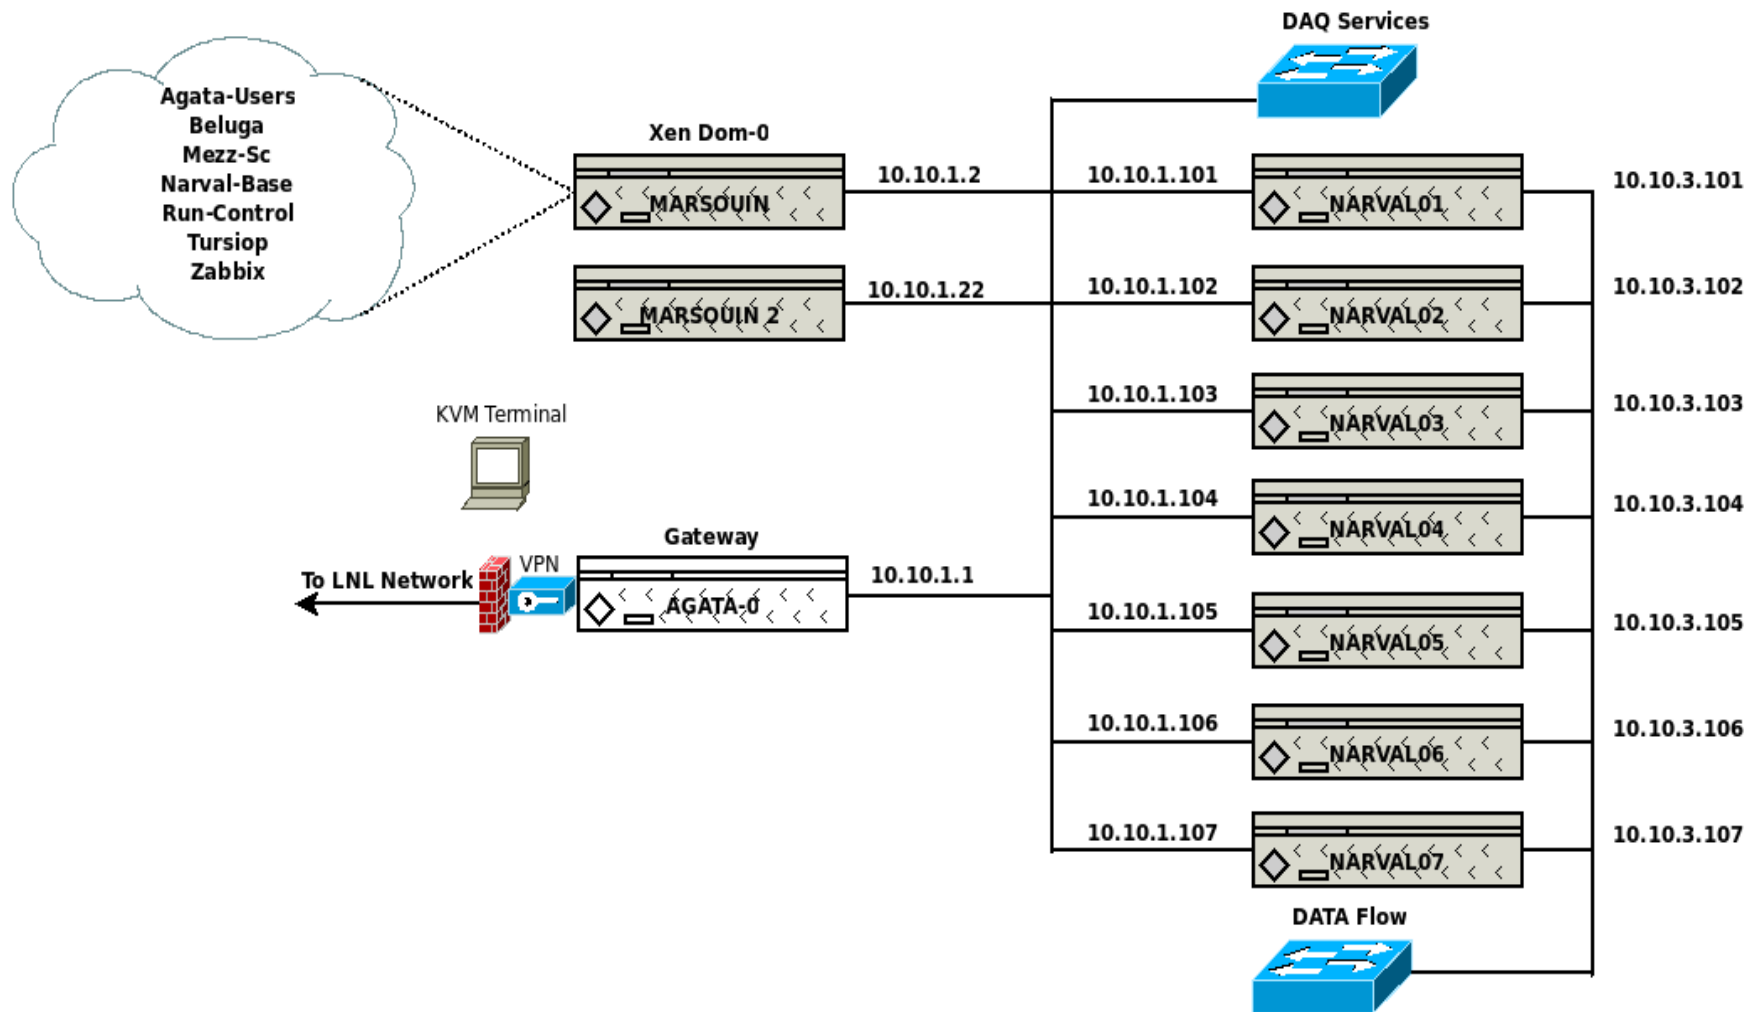 DAQ Services
Agata-Users
Beluga
Mezz-Sc
Narval-Base
Run-Control
Tursiop
Zabbix
Xen Dom-0
MARSOUIN
10.10.1.2
10.10.1.101
NARVAL01
10.10.3.101
MARSOUIN 2
10.10.1.22
10.10.1.102
NARVAL02
10.10.3.102
10.10.1.103
NARVAL03
10.10.3.103
KVM Terminal
10.10.1.104
NARVAL04
10.10.3.104
Gateway
To LNL Network
VPN
AGATA-0
10.10.1.1
10.10.1.105
NARVAL05
10.10.3.105
10.10.1.106
NARVAL06
10.10.3.106
10.10.1.107
NARVAL07
10.10.3.107
DATA Flow